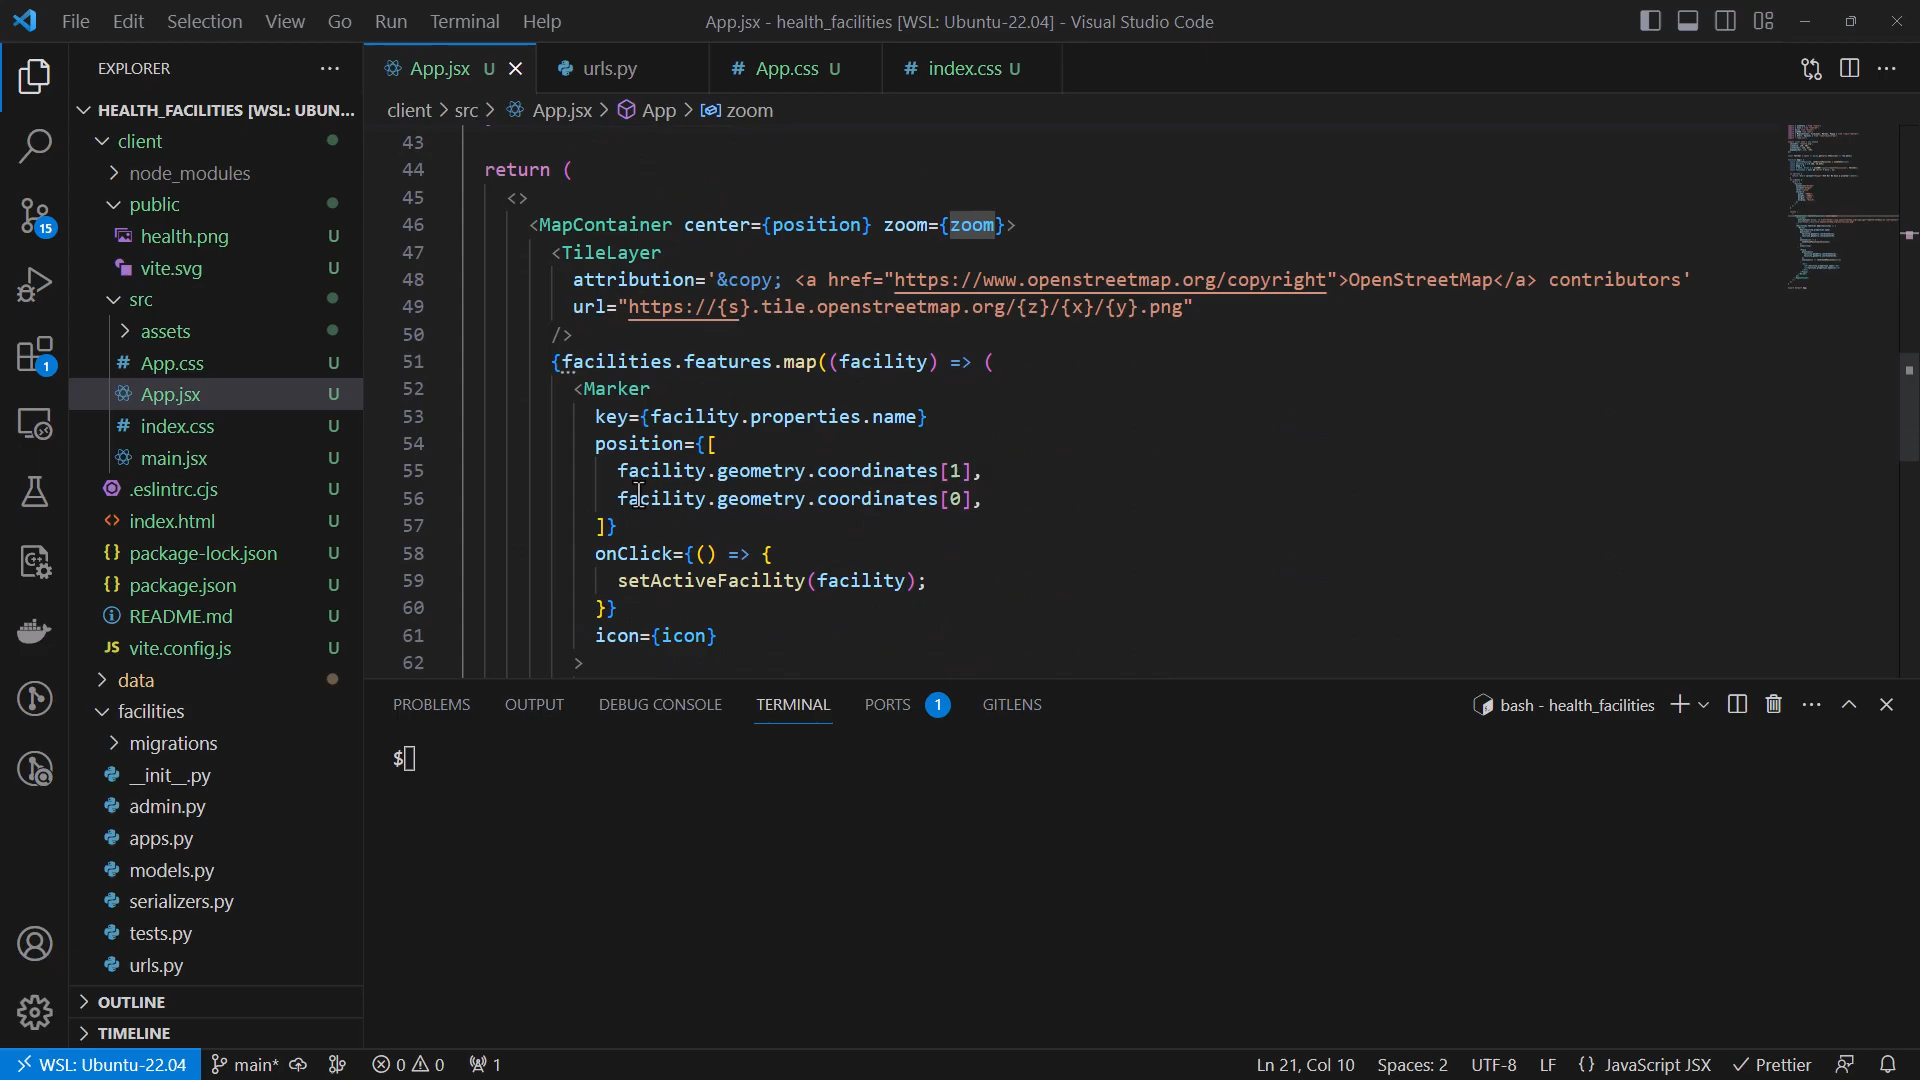 File Edit Selection View Go Run Terminal Help
App.jsx - health_facilities [WSL: Ubuntu-22.04] - Visual Studio Code
EXPLORER
HEALTH_FACILITIES [WSL: UBUN...
client
node_modules
public
health.png U
vite.svg U
src
assets
App.css U
App.jsx U
index.css U
main.jsx U
.eslintrc.cjs U
index.html U
package-lock.json U
package.json U
README.md U
vite.config.js U
data
facilities
migrations
__init__.py
admin.py
apps.py
models.py
serializers.py
tests.py
urls.py
OUTLINE
TIMELINE
15
1
App.jsx U
urls.py
App.css U
index.css U
client > src > App.jsx > App > zoom
43
44 return (
45 <>
46 <MapContainer center={position} zoom={zoom}>
47 <TileLayer
48 attribution='&copy; <a href="https://www.openstreetmap.org/copyright">OpenStreetMap</a> contributors'
49 url="https://{s}.tile.openstreetmap.org/{z}/{x}/{y}.png"
50 />
51 {facilities.features.map((facility) => (
52 <Marker
53 key={facility.properties.name}
54 position={[
55 facility.geometry.coordinates[1],
56 facility.geometry.coordinates[0],
57 ]}
58 onClick={() => {
59 setActiveFacility(facility);
60 }}
61 icon={icon}
62 >
PROBLEMS OUTPUT DEBUG CONSOLE TERMINAL PORTS 1 GITLENS
bash - health_facilities
$
WSL: Ubuntu-22.04 main* 0 0 1
Ln 21, Col 10 Spaces: 2 UTF-8 LF {} JavaScript JSX Prettier